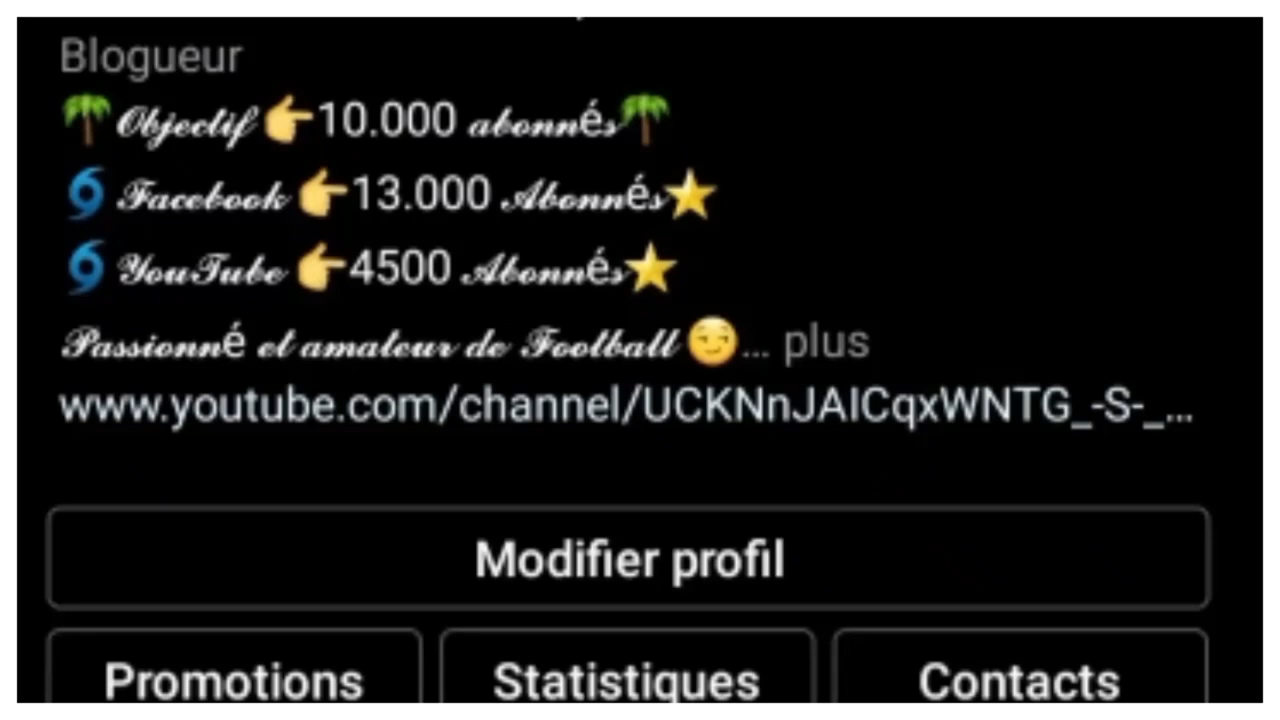 Blogueur
🌴𝓞𝓫𝓳𝓮𝓬𝓽𝓲𝓯 👉10.000 𝓪𝓫𝓸𝓷𝓷é𝓼🌴
🌀 𝓕𝓪𝓬𝓮𝓫𝓸𝓸𝓴 👉13.000 𝓐𝓫𝓸𝓷𝓷é𝓼⭐
🌀 𝓨𝓸𝓾𝓣𝓾𝓫𝓮 👉4500 𝓐𝓫𝓸𝓷𝓷é𝓼⭐
𝓟𝓪𝓼𝓼𝓲𝓸𝓷𝓷é 𝓮𝓽 𝓪𝓶𝓪𝓽𝓮𝓾𝓻 𝓭𝓮 𝓕𝓸𝓸𝓽𝓫𝓪𝓵𝓵 😏... plus
www.youtube.com/channel/UCKNnJAICqxWNTG_-S-_...
Modifier profil
Promotions
Statistiques
Contacts